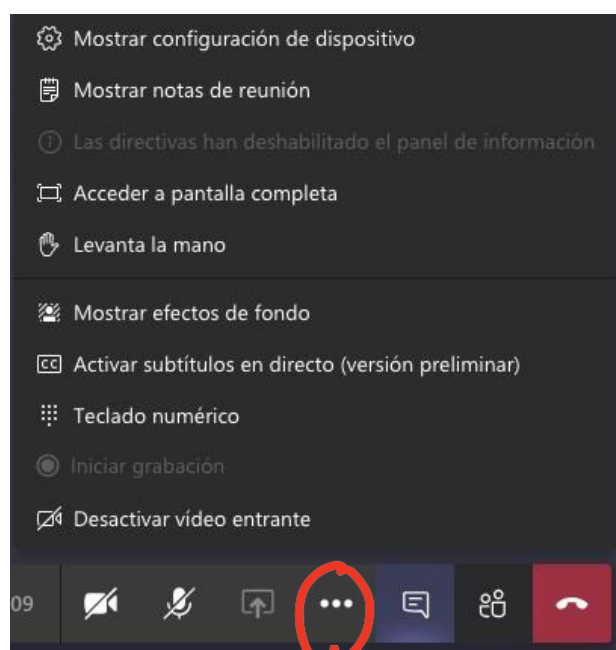 Mostrar configuración de dispositivo
Mostrar notas de reunión
Las directivas han deshabilitado el panel de información
Acceder a pantalla completa
Levanta la mano
Mostrar efectos de fondo
CC Activar subtítulos en directo (versión preliminar)
Teclado numérico
Iniciar grabación
Desactivar vídeo entrante
09